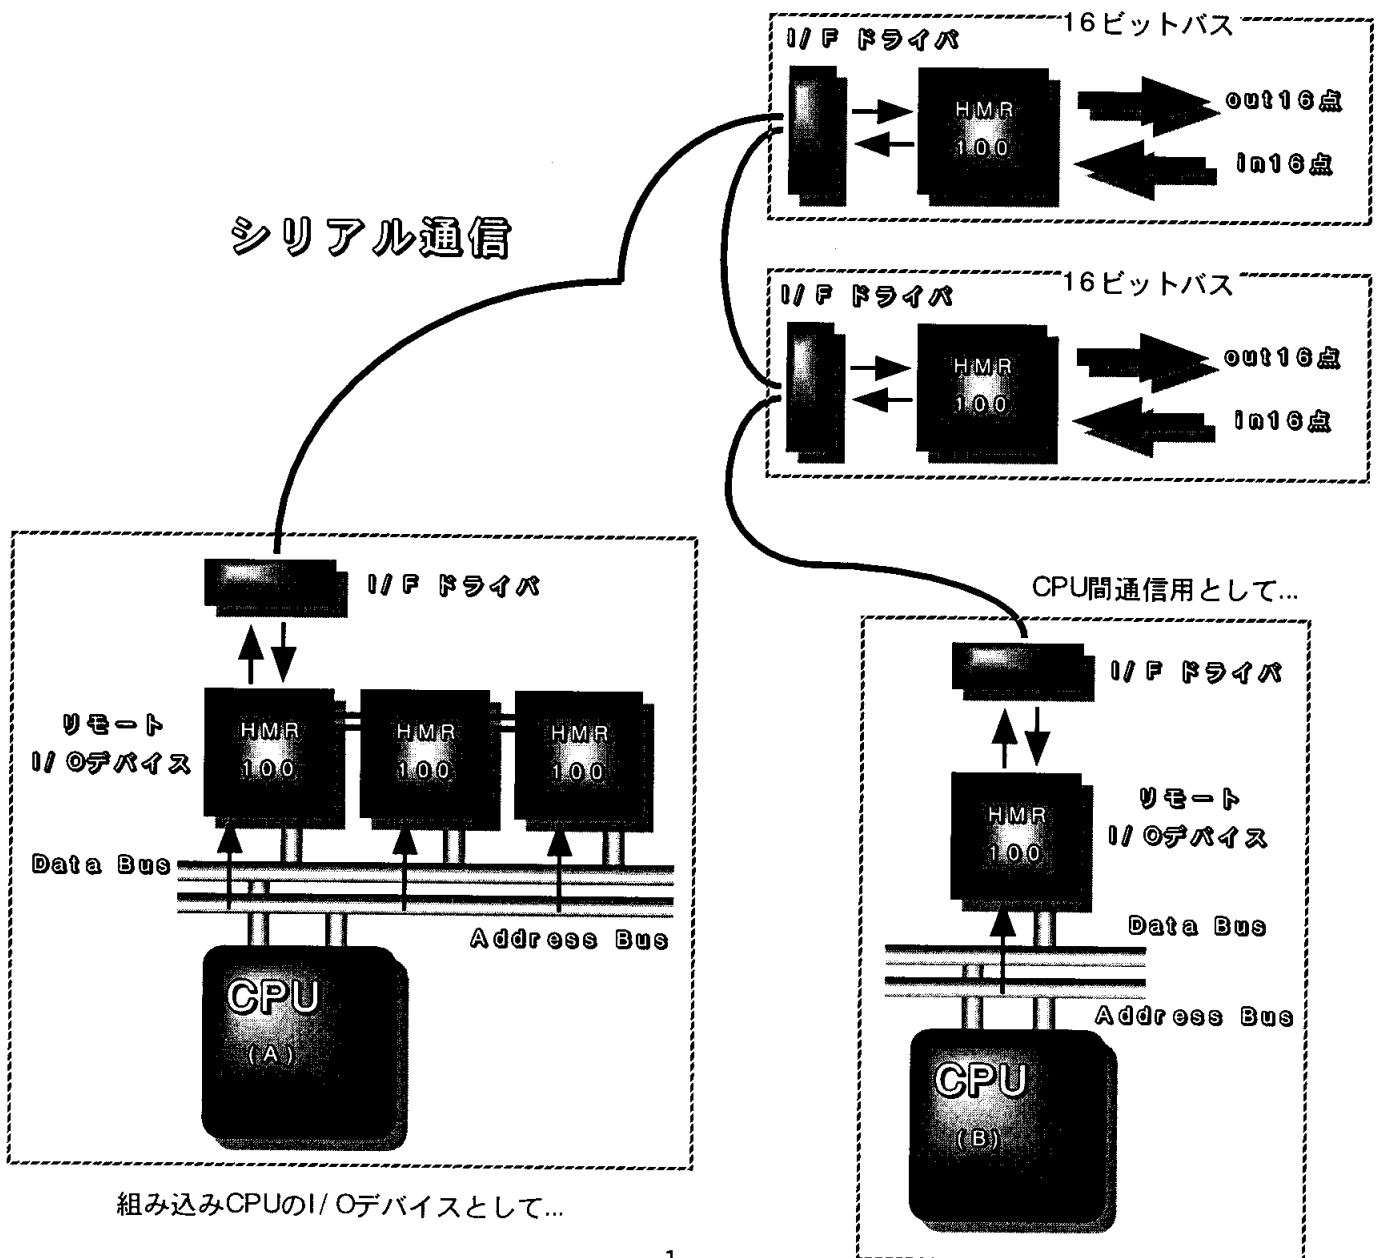 16ビットバス
I/F ドライバ
HMR
100
out16点
in16点
シリアル通信
16ビットバス
I/F ドライバ
HMR
100
out16点
in16点
I/F ドライバ
リモート
I/Oデバイス
HMR
100
HMR
100
HMR
100
Data Bus
Address Bus
CPU
(A)
組み込みCPUのI/Oデバイスとして...
CPU間通信用として...
I/F ドライバ
HMR
100
リモート
I/Oデバイス
Data Bus
Address Bus
CPU
(B)
1